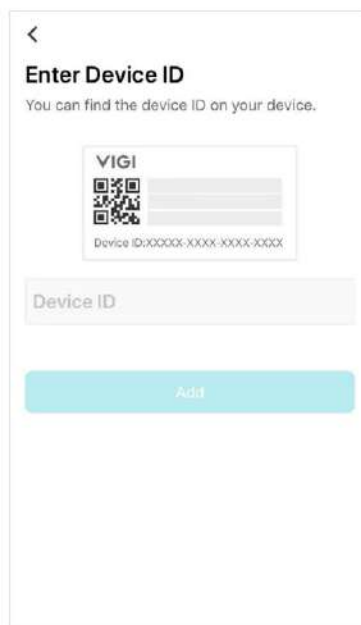 Enter Device ID
You can find the device ID on your device.
VIGI
Device ID:XXXXX-XXXX-XXXX-XXXX
Device ID
Add